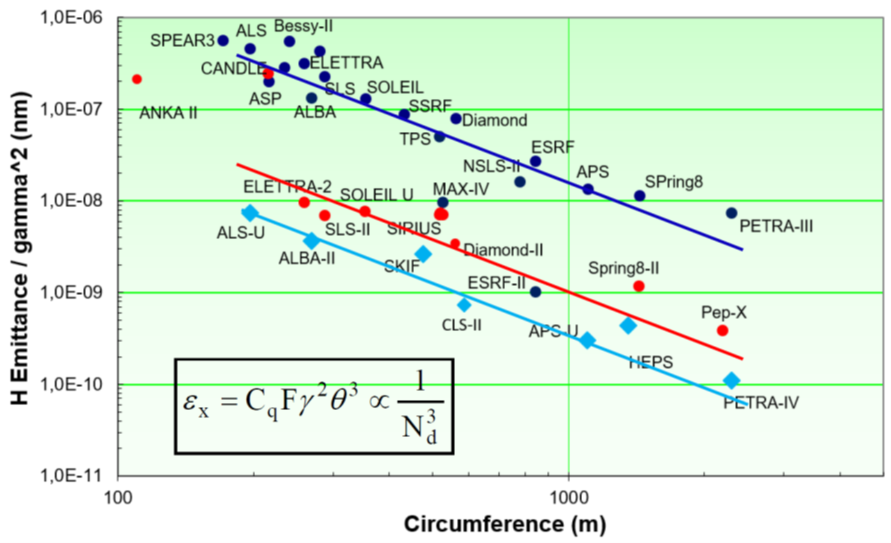 1,0E-06
1,0E-07
1,0E-08
1,0E-09
1,0E-10
1,0E-11
H Emittance / gamma^2 (nm)
SPEAR3
ALS
Bessy-II
CANDLE
ELETTRA
ANKA II
ASP
ALBA
SLS
SOLEIL
SSRF
TPS
Diamond
NSLS-II
ESRF
APS
SPring8
PETRA-III
ELETTRA-2
SOLEIL U
MAX-IV
ALS-U
SLS-II
SIRIUS
ALBA-II
SKIF
Diamond-II
ESRF-II
Spring8-II
CLS-II
APS-U
HEPS
Pep-X
PETRA-IV
εx = CqFγ²θ³ ∝ 1/Nd³
100
1000
Circumference (m)